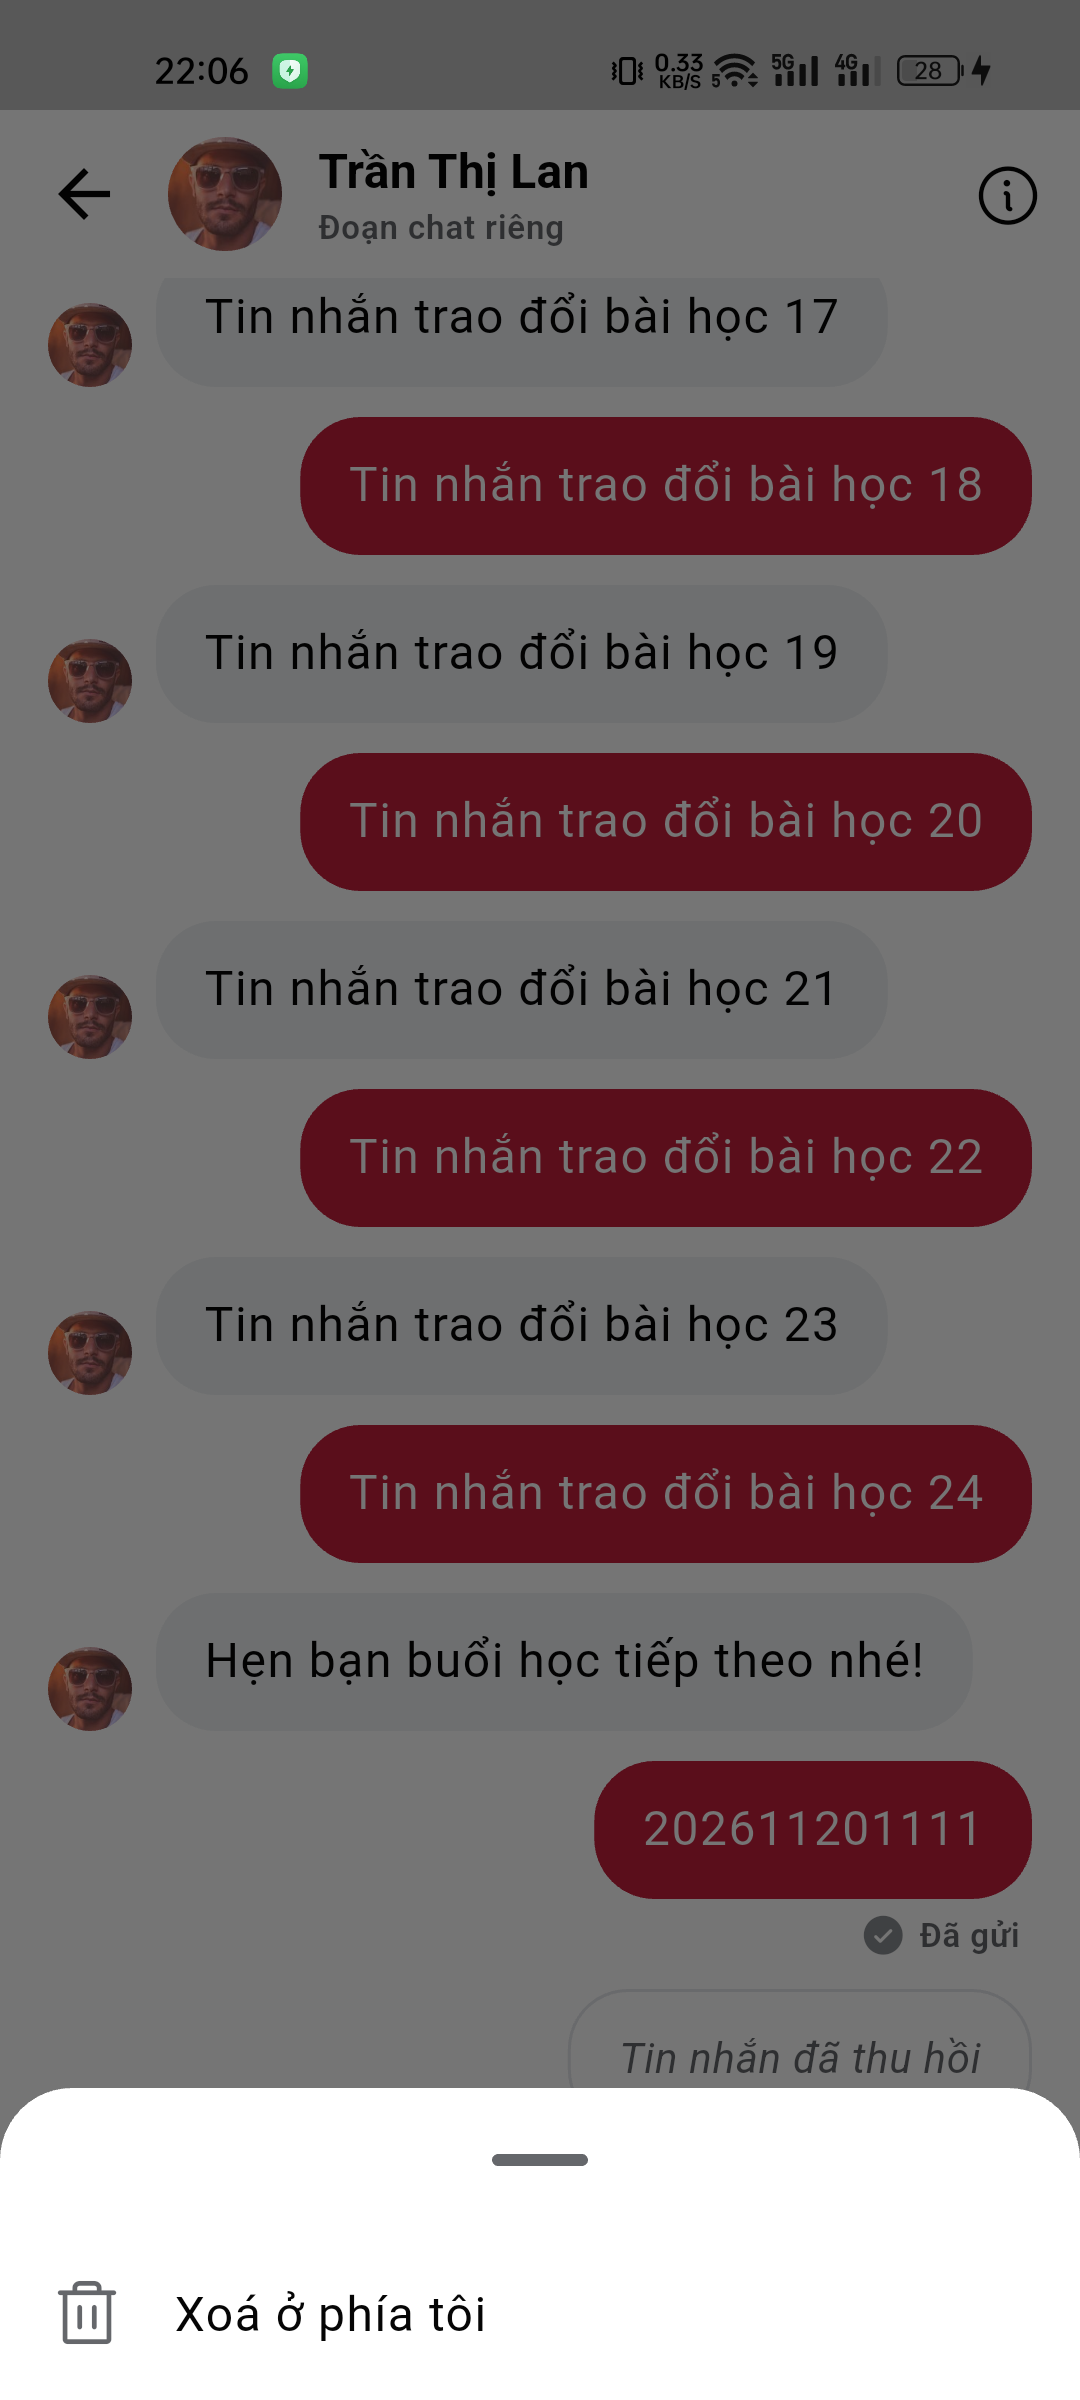 22:06
0.33
KB/S
5
5G
4G
28
Trần Thị Lan
Đoạn chat riêng
Tin nhắn trao đổi bài học 17
Tin nhắn trao đổi bài học 18
Tin nhắn trao đổi bài học 19
Tin nhắn trao đổi bài học 20
Tin nhắn trao đổi bài học 21
Tin nhắn trao đổi bài học 22
Tin nhắn trao đổi bài học 23
Tin nhắn trao đổi bài học 24
Hẹn bạn buổi học tiếp theo nhé!
202611201111
Đã gửi
Tin nhắn đã thu hồi
Xoá ở phía tôi